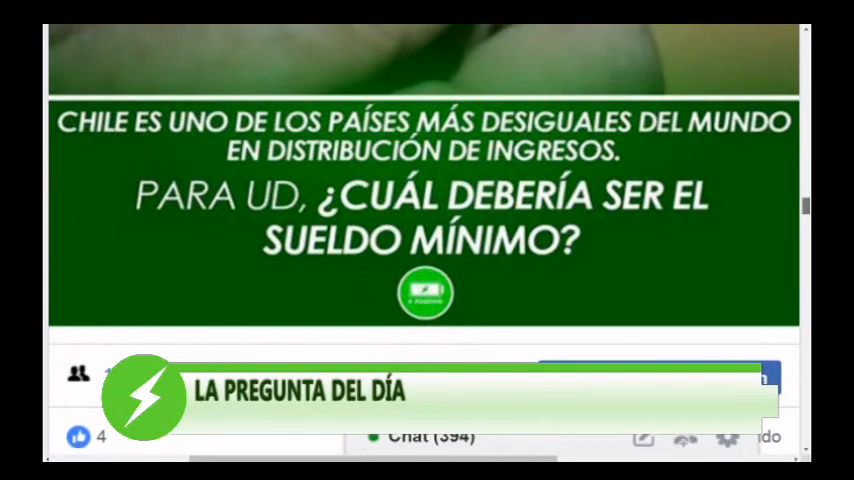 CHILE ES UNO DE LOS PAÍSES MÁS DESIGUALES DEL MUNDO
EN DISTRIBUCIÓN DE INGRESOS.
PARA UD, ¿CUÁL DEBERÍA SER EL
SUELDO MÍNIMO?
LA PREGUNTA DEL DÍA
4
Chat (394)